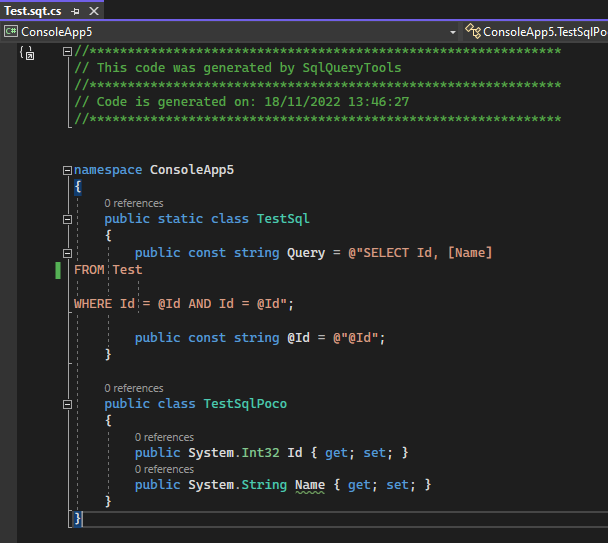 Test.sqt.cs
ConsoleApp5
ConsoleApp5.TestSqlPo
//**************************************************************
// This code was generated by SqlQueryTools
//**************************************************************
// Code is generated on: 18/11/2022 13:46:27
//**************************************************************
namespace ConsoleApp5
{
0 references
public static class TestSql
{
public const string Query = @"SELECT Id, [Name]
FROM Test
WHERE Id = @Id AND Id = @Id";
public const string @Id = @"@Id";
}
0 references
public class TestSqlPoco
{
0 references
public System.Int32 Id { get; set; }
0 references
public System.String Name { get; set; }
}
}